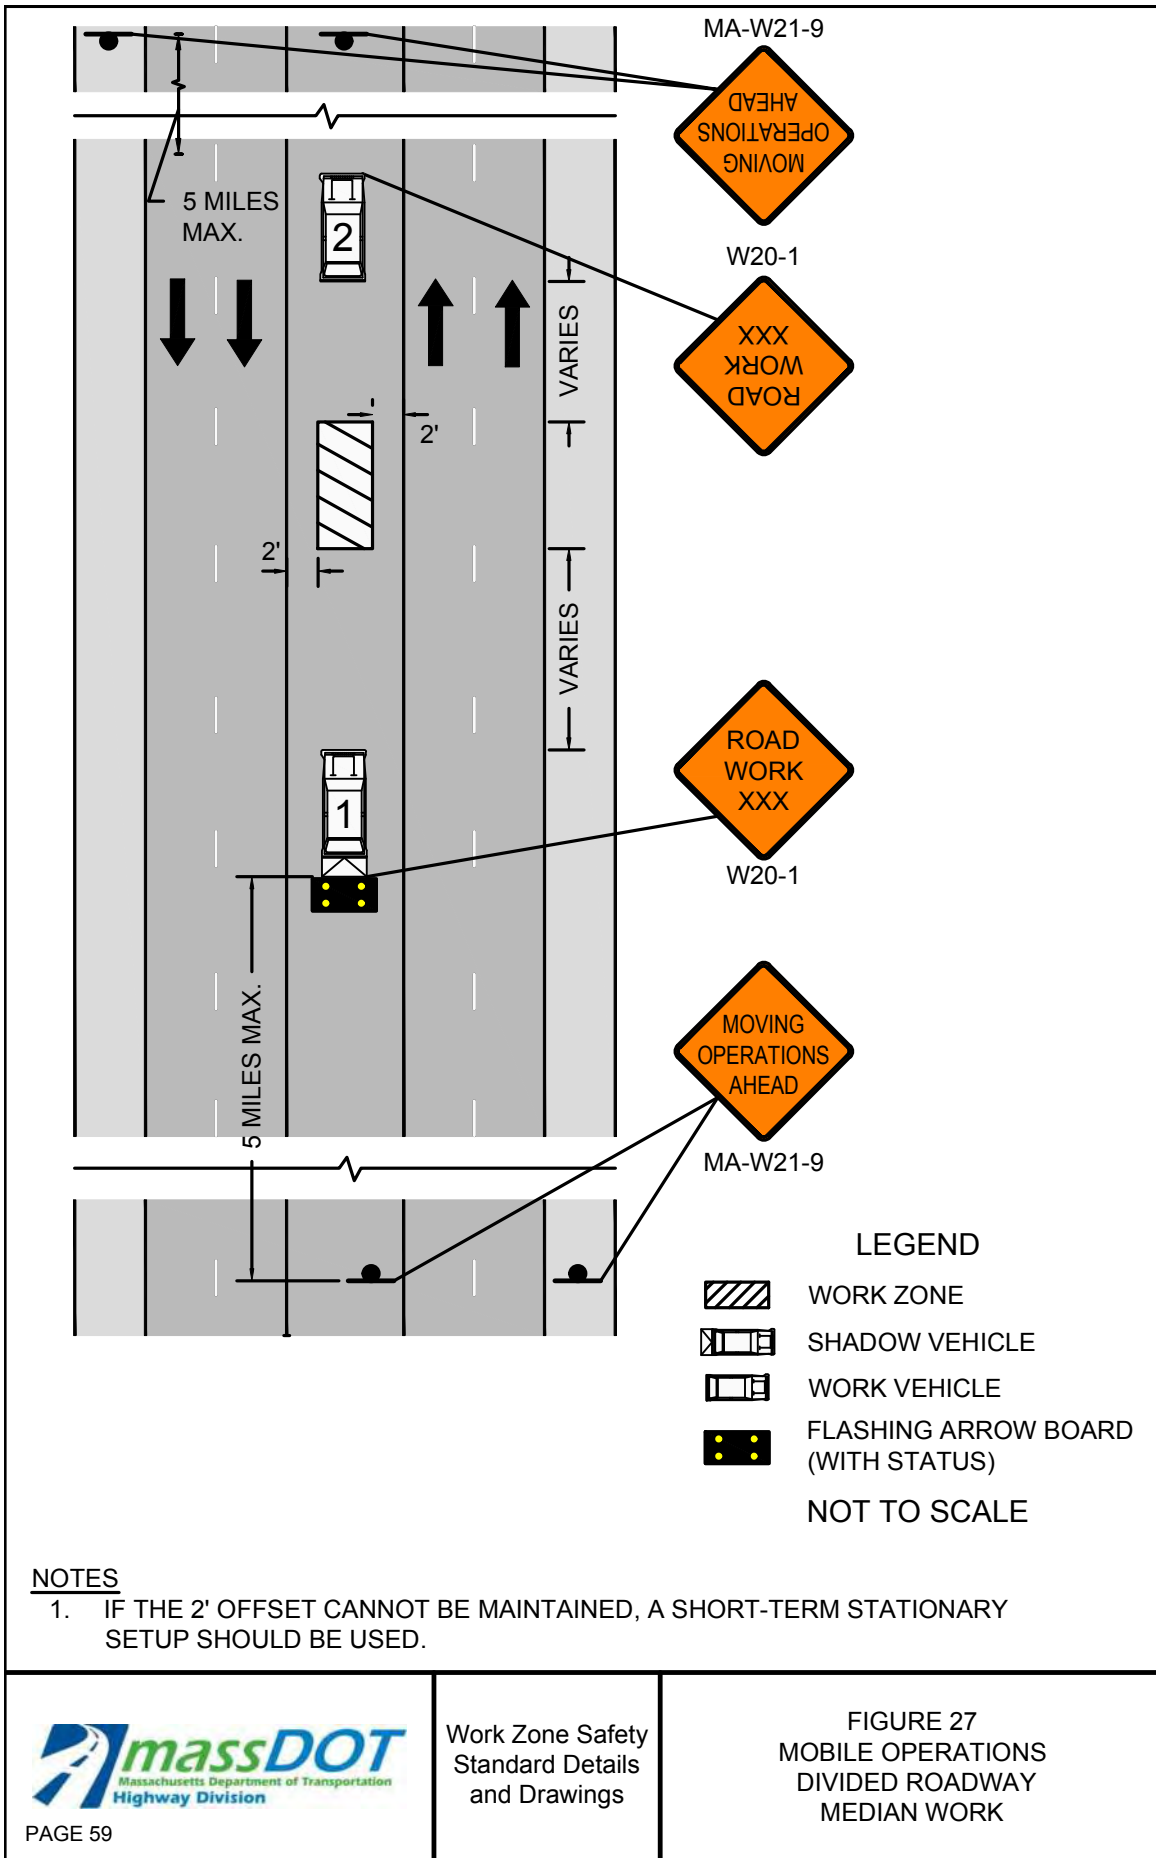 MA-W21-9
MOVING
OPERATIONS
AHEAD
5 MILES
MAX.
2
W20-1
ROAD
WORK
XXX
VARIES
2'
2'
VARIES
1
ROAD
WORK
XXX
W20-1
5 MILES MAX.
MOVING
OPERATIONS
AHEAD
MA-W21-9
LEGEND
WORK ZONE
SHADOW VEHICLE
WORK VEHICLE
FLASHING ARROW BOARD
(WITH STATUS)
NOT TO SCALE
NOTES
1. IF THE 2' OFFSET CANNOT BE MAINTAINED, A SHORT-TERM STATIONARY
SETUP SHOULD BE USED.
massDOT
Massachusetts Department of Transportation
Highway Division
PAGE 59
Work Zone Safety
Standard Details
and Drawings
FIGURE 27
MOBILE OPERATIONS
DIVIDED ROADWAY
MEDIAN WORK